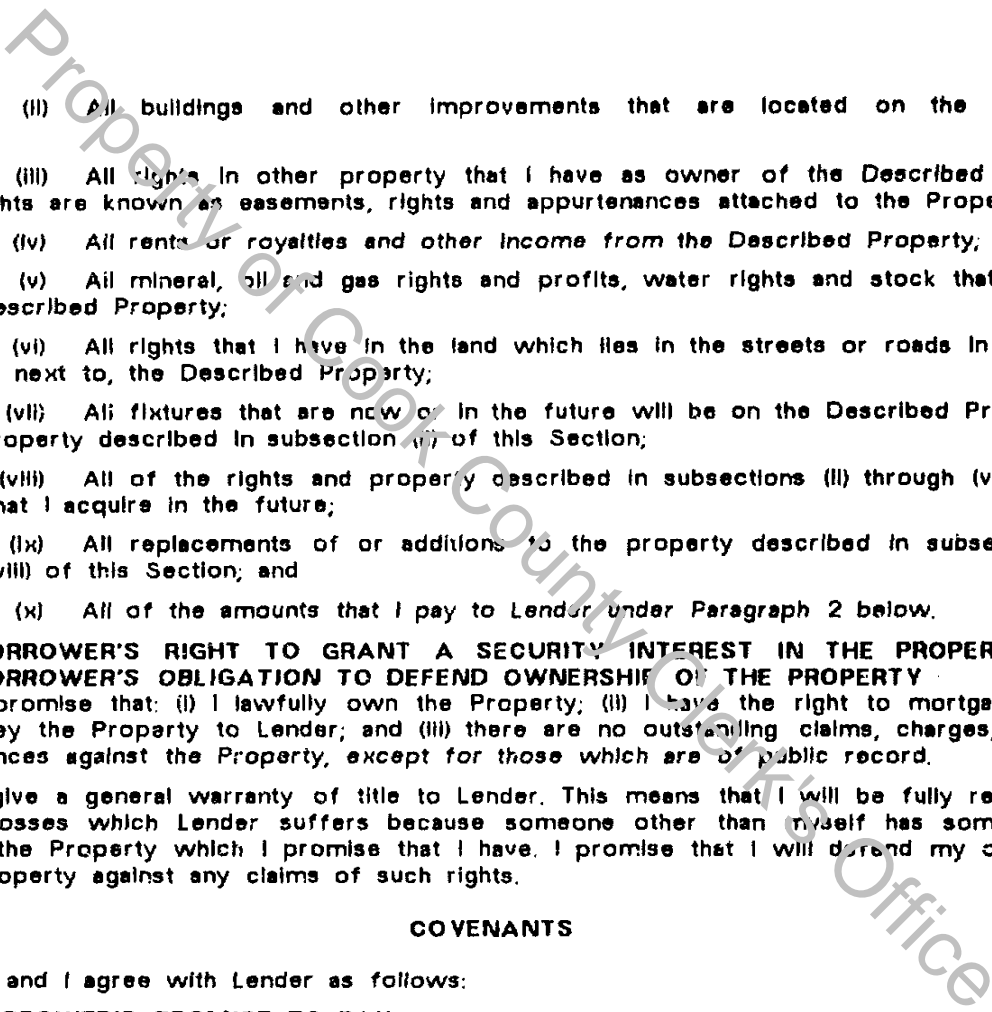 (ii) All buildings and other improvements that are located on the
(iii) All rights in other property that I have as owner of the Described
hts are known as easements, rights and appurtenances attached to the Prope
(iv) All rents or royalties and other income from the Described Property;
(v) All mineral, oil and gas rights and profits, water rights and stock that
escribed Property;
(vi) All rights that I have in the land which lies in the streets or roads in
next to, the Described Property;
(vii) All fixtures that are now or in the future will be on the Described Pr
roperty described in subsection (i) of this Section;
(viii) All of the rights and property described in subsections (ii) through (v
hat I acquire in the future;
(ix) All replacements of or additions to the property described in subse
viii) of this Section; and
(x) All of the amounts that I pay to Lender under Paragraph 2 below.
ORROWER'S RIGHT TO GRANT A SECURITY INTEREST IN THE PROPER
ORROWER'S OBLIGATION TO DEFEND OWNERSHIP OF THE PROPERTY
promise that: (i) I lawfully own the Property; (ii) I have the right to mortga
ey the Property to Lender; and (iii) there are no outstanding claims, charges,
nces against the Property, except for those which are of public record.
give a general warranty of title to Lender. This means that I will be fully re
osses which Lender suffers because someone other than myself has som
the Property which I promise that I have. I promise that I will defend my o
operty against any claims of such rights.
COVENANTS
and I agree with Lender as follows:
Property of Cook County Clerk's Office